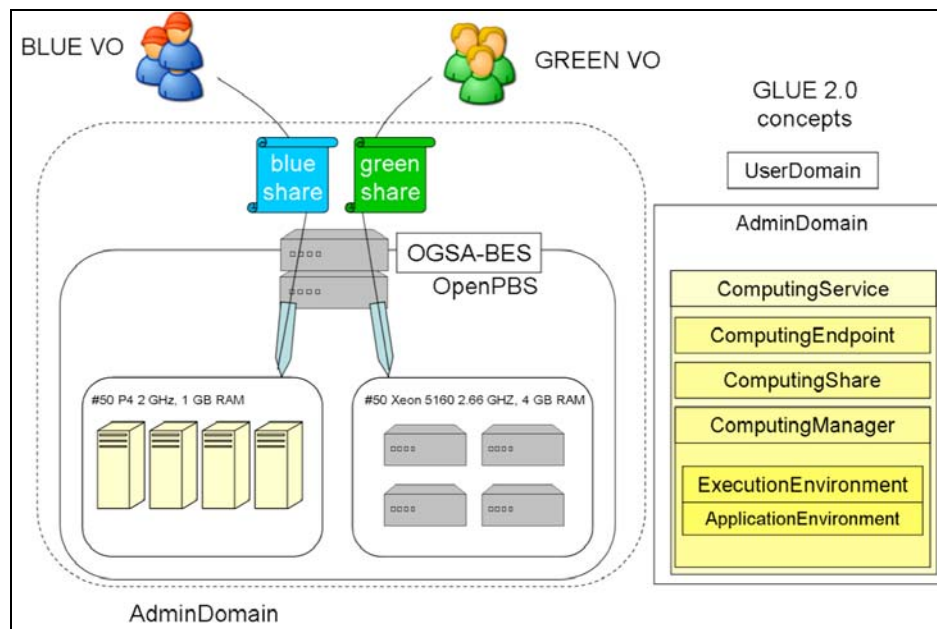 BLUE VO
GREEN VO
GLUE 2.0
concepts
blue
share
green
share
UserDomain
AdminDomain
OGSA-BES
OpenPBS
ComputingService
ComputingEndpoint
ComputingShare
ComputingManager
ExecutionEnvironment
ApplicationEnvironment
#50 P4 2 GHz, 1 GB RAM
#50 Xeon 5160 2.66 GHZ, 4 GB RAM
AdminDomain